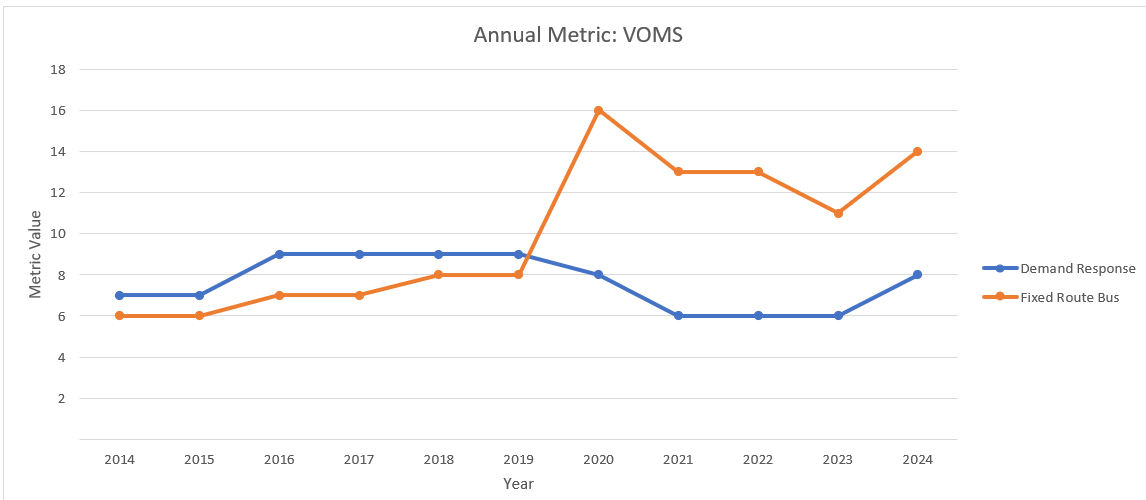 Annual Metric: VOMS
18
16
14
12
10
8
6
4
2
Metric Value
2014 2015 2016 2017 2018 2019 2020 2021 2022 2023 2024
Year
Demand Response
Fixed Route Bus